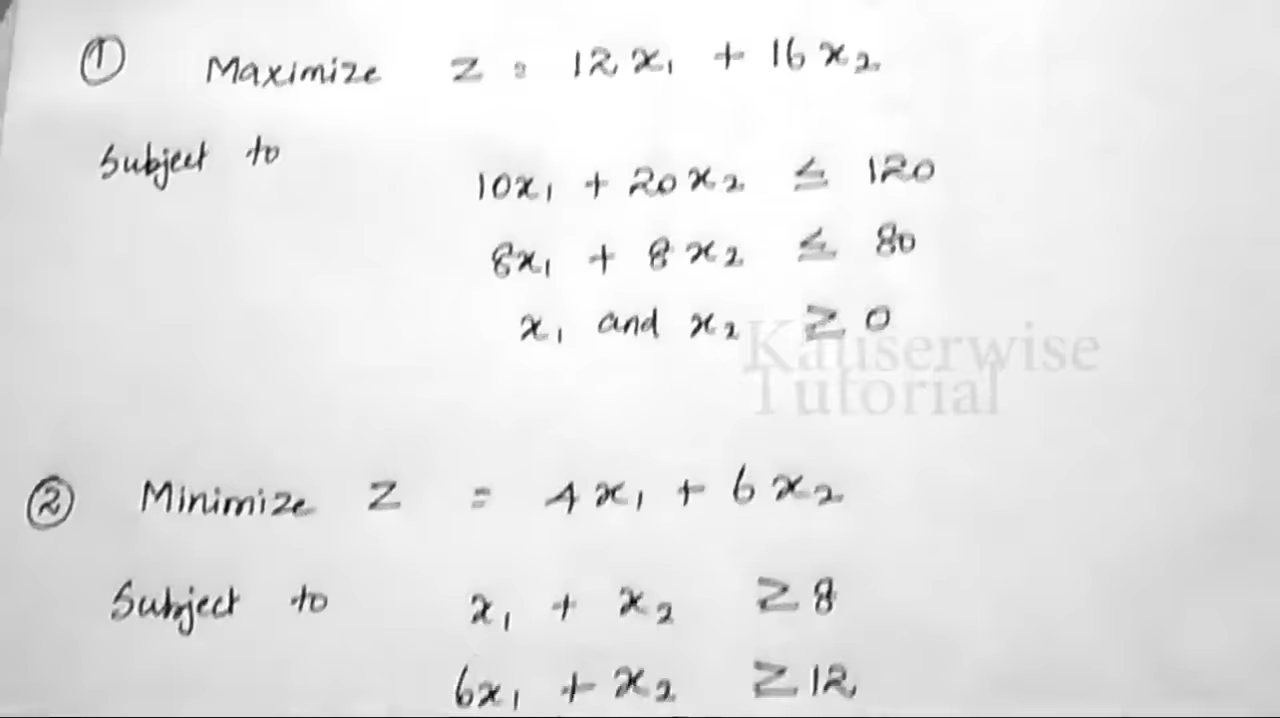 ① Maximize Z = 12x₁ + 16x₂
Subject to
10x₁ + 20x₂ ≤ 120
8x₁ + 8x₂ ≤ 80
x₁ and x₂ ≥ 0
Kauserwise
Tutorial
② Minimize Z = 4x₁ + 6x₂
Subject to x₁ + x₂ ≥ 8
6x₁ + x₂ ≥ 12